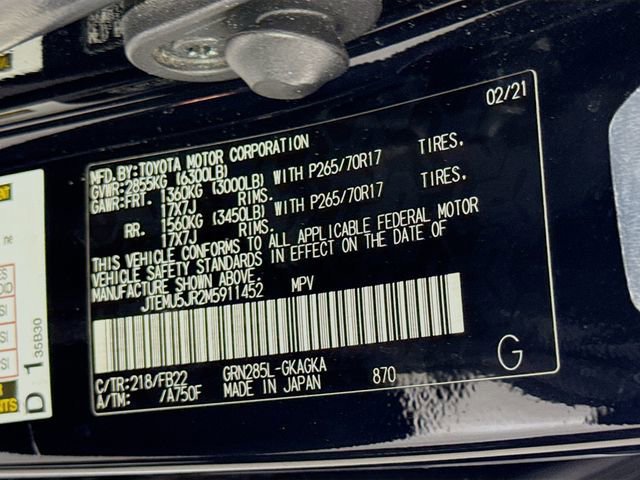 02/21
MFD.BY:TOYOTA MOTOR CORPORATION
GVWR:2855KG (6300LB)
GAWR:FRT. 1360KG (3000LB) WITH P265/70R17 TIRES.
17X7J RIMS.
RR. 1560KG (3450LB) WITH P265/70R17 TIRES.
17X7J RIMS.
THIS VEHICLE CONFORMS TO ALL APPLICABLE FEDERAL MOTOR
VEHICLE SAFETY STANDARDS IN EFFECT ON THE DATE OF
MANUFACTURE SHOWN ABOVE.
JTEMU5JR2M5911452 MPV
C/TR:218/FB22 GRN285L-GKAGKA 870 G
A/TM: /A750F MADE IN JAPAN
D 1 35B30